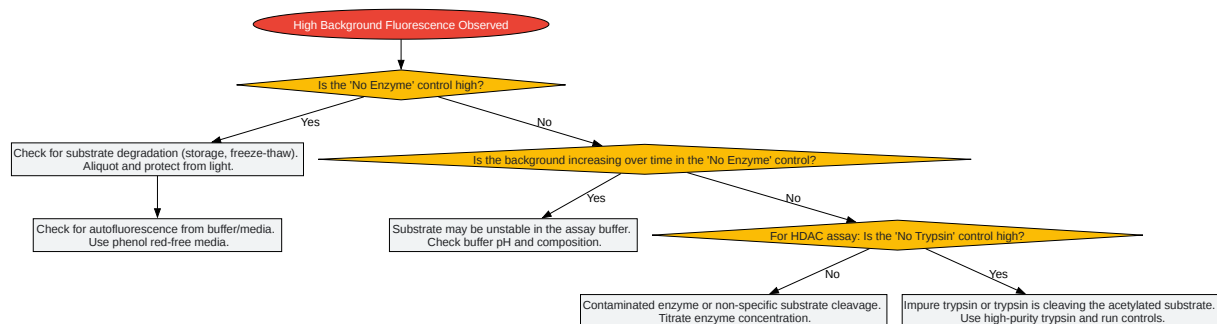 High Background Fluorescence Observed
Is the 'No Enzyme' control high?
Yes
No
Check for substrate degradation (storage, freeze-thaw).
Aliquot and protect from light.
Is the background increasing over time in the 'No Enzyme' control?
Yes
No
Check for autofluorescence from buffer/media.
Use phenol red-free media.
Substrate may be unstable in the assay buffer.
Check buffer pH and composition.
For HDAC assay: Is the 'No Trypsin' control high?
No
Yes
Contaminated enzyme or non-specific substrate cleavage.
Titrate enzyme concentration.
Impure trypsin or trypsin is cleaving the acetylated substrate.
Use high-purity trypsin and run controls.